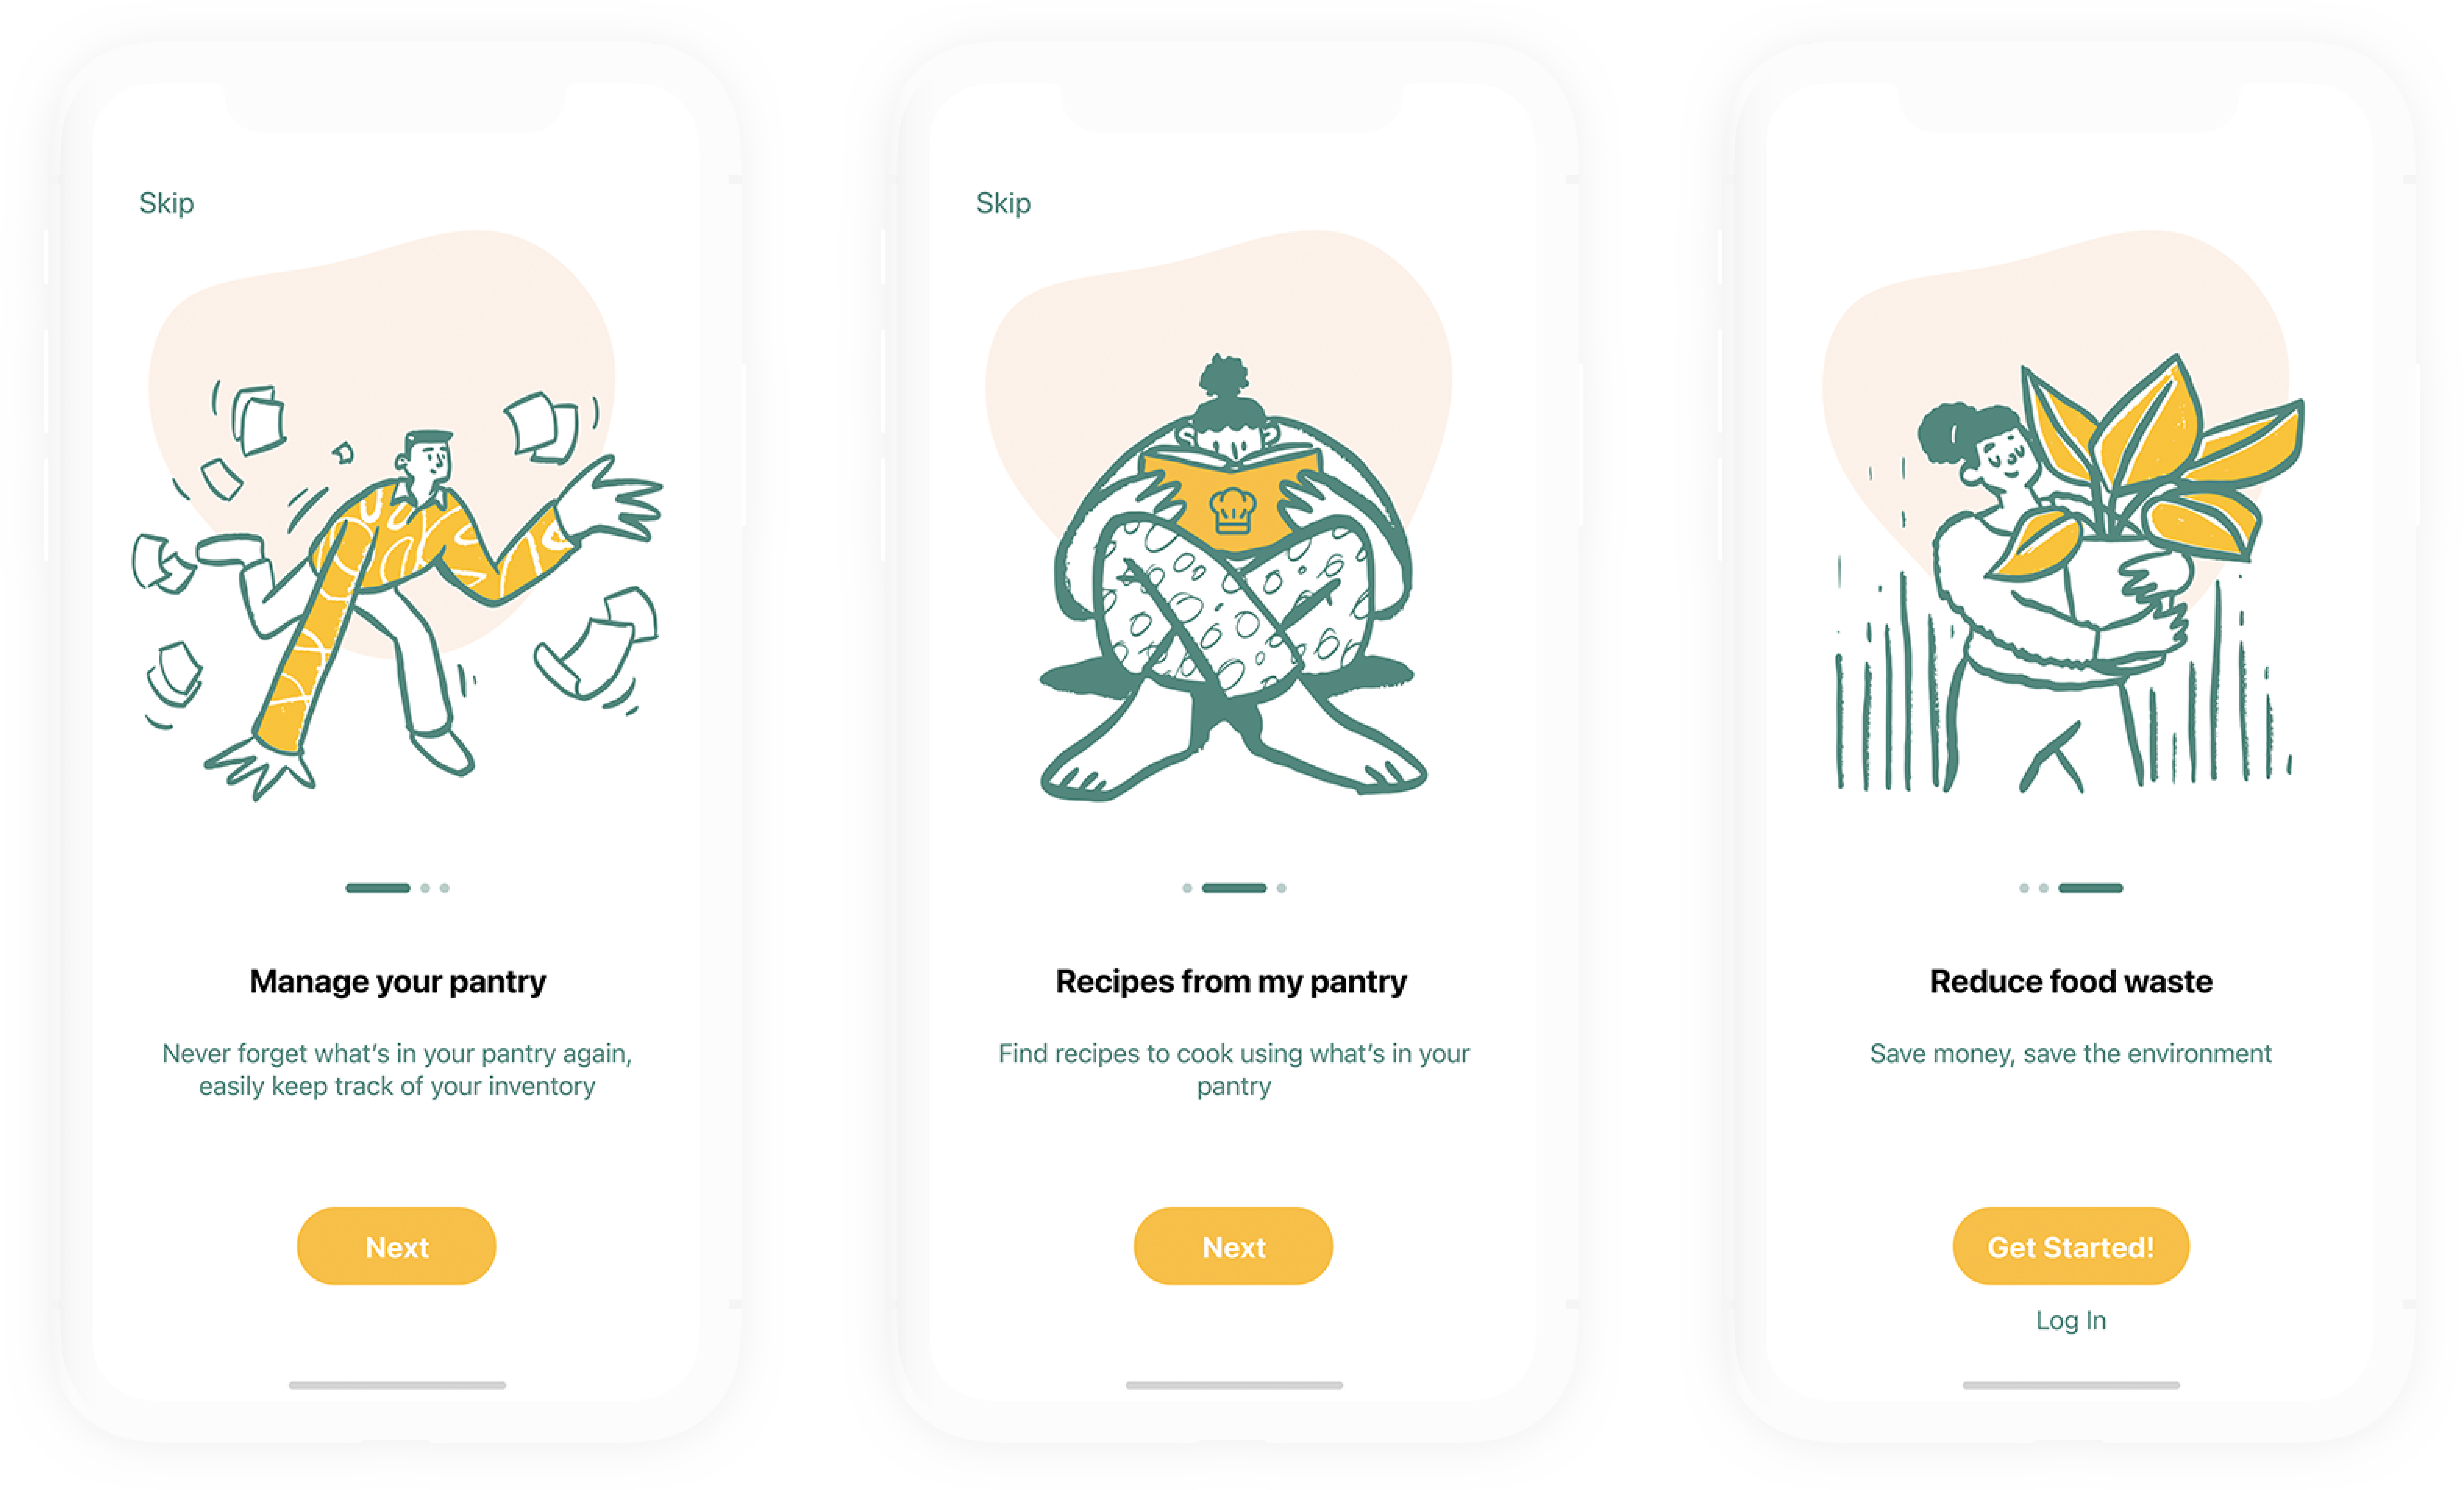 Skip
Manage your pantry
Never forget what’s in your pantry again,
easily keep track of your inventory
Next
Skip
Recipes from my pantry
Find recipes to cook using what’s in your
pantry
Next
Reduce food waste
Save money, save the environment
Get Started!
Log In